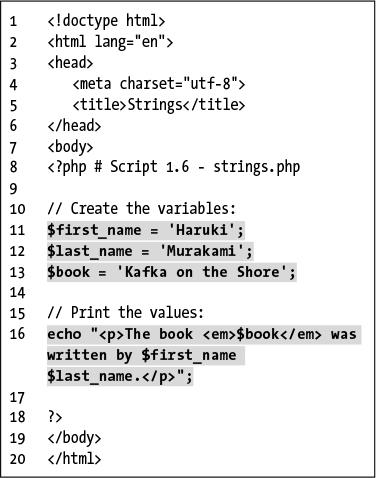 1 <!doctype html>
2 <html lang="en">
3 <head>
4 <meta charset="utf-8">
5 <title>Strings</title>
6 </head>
7 <body>
8 <?php # Script 1.6 - strings.php
9
10 // Create the variables:
11 $first_name = 'Haruki';
12 $last_name = 'Murakami';
13 $book = 'Kafka on the Shore';
14
15 // Print the values:
16 echo "<p>The book <em>$book</em> was
written by $first_name
$last_name.</p>";
17
18 ?>
19 </body>
20 </html>